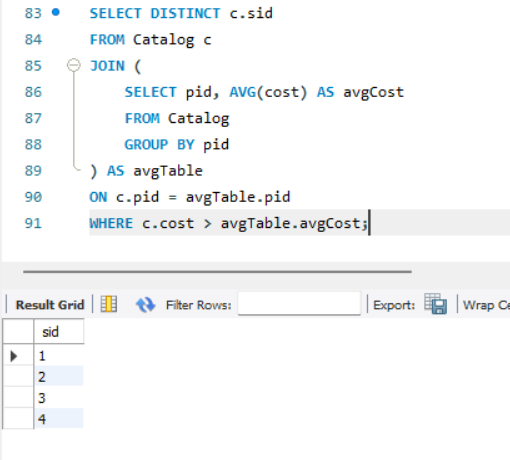 83 SELECT DISTINCT c.sid
84 FROM Catalog c
85 JOIN (
86 SELECT pid, AVG(cost) AS avgCost
87 FROM Catalog
88 GROUP BY pid
89 ) AS avgTable
90 ON c.pid = avgTable.pid
91 WHERE c.cost > avgTable.avgCost;
Result Grid Filter Rows: Export: Wrap Ce
sid
1
2
3
4